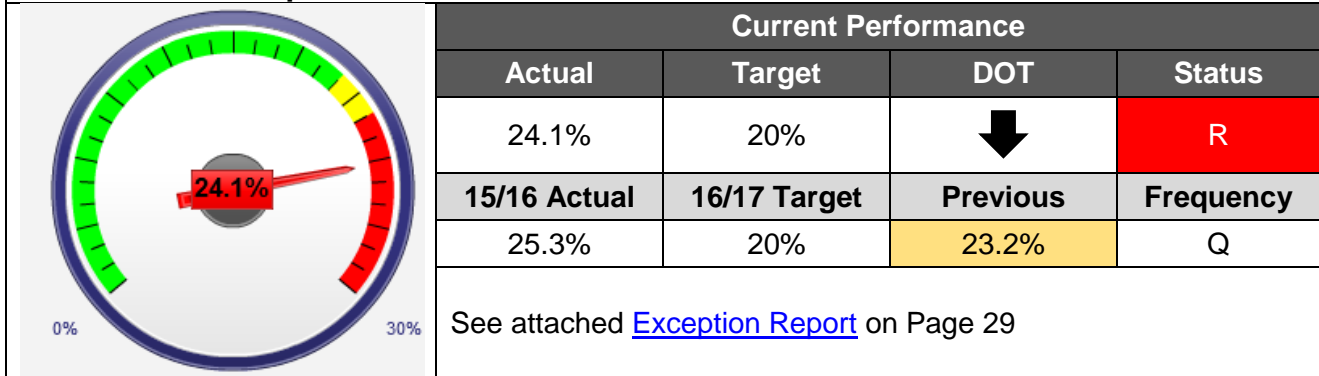 Current Performance
Actual Target DOT Status
24.1% 20% R
15/16 Actual 16/17 Target Previous Frequency
25.3% 20% 23.2% Q
See attached Exception Report on Page 29
24.1%
0% 30%